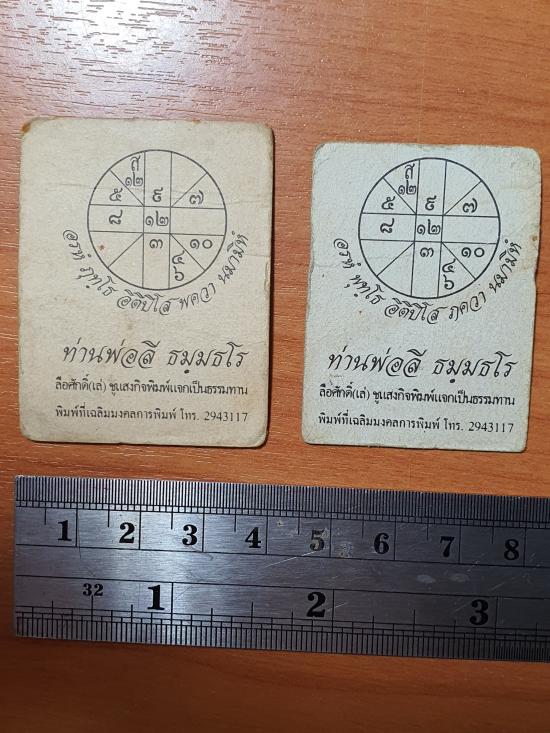 ส
๑๒
๕ ๙ ๗
๘ ๑๒
๓ ๔ ๑๐
๖
อรหํ ภุทฺโธ อิติปิโส พควา นมามิหํ
ท่านพ่อลี ธมฺมธโร
ลือศักดิ์(เล่) ชูแสงกิจพิมพ์แจกเป็นธรรมทาน
พิมพ์ที่เฉลิมมงคลการพิมพ์ โทร. 2943117
ส
๑๒
๕ ๙ ๗
๘ ๑๒
๓ ๔ ๑๐
๖
อรหํ พุทฺโธ อิติปิโส ภควา นมามิหํ
ท่านพ่อลี ธมฺมธโร
ลือศักดิ์(เล่) ชูแสงกิจพิมพ์แจกเป็นธรรมทาน
พิมพ์ที่เฉลิมมงคลการพิมพ์ โทร. 2943117
1 2 3 4 5 6 7 8
32 1 2 3